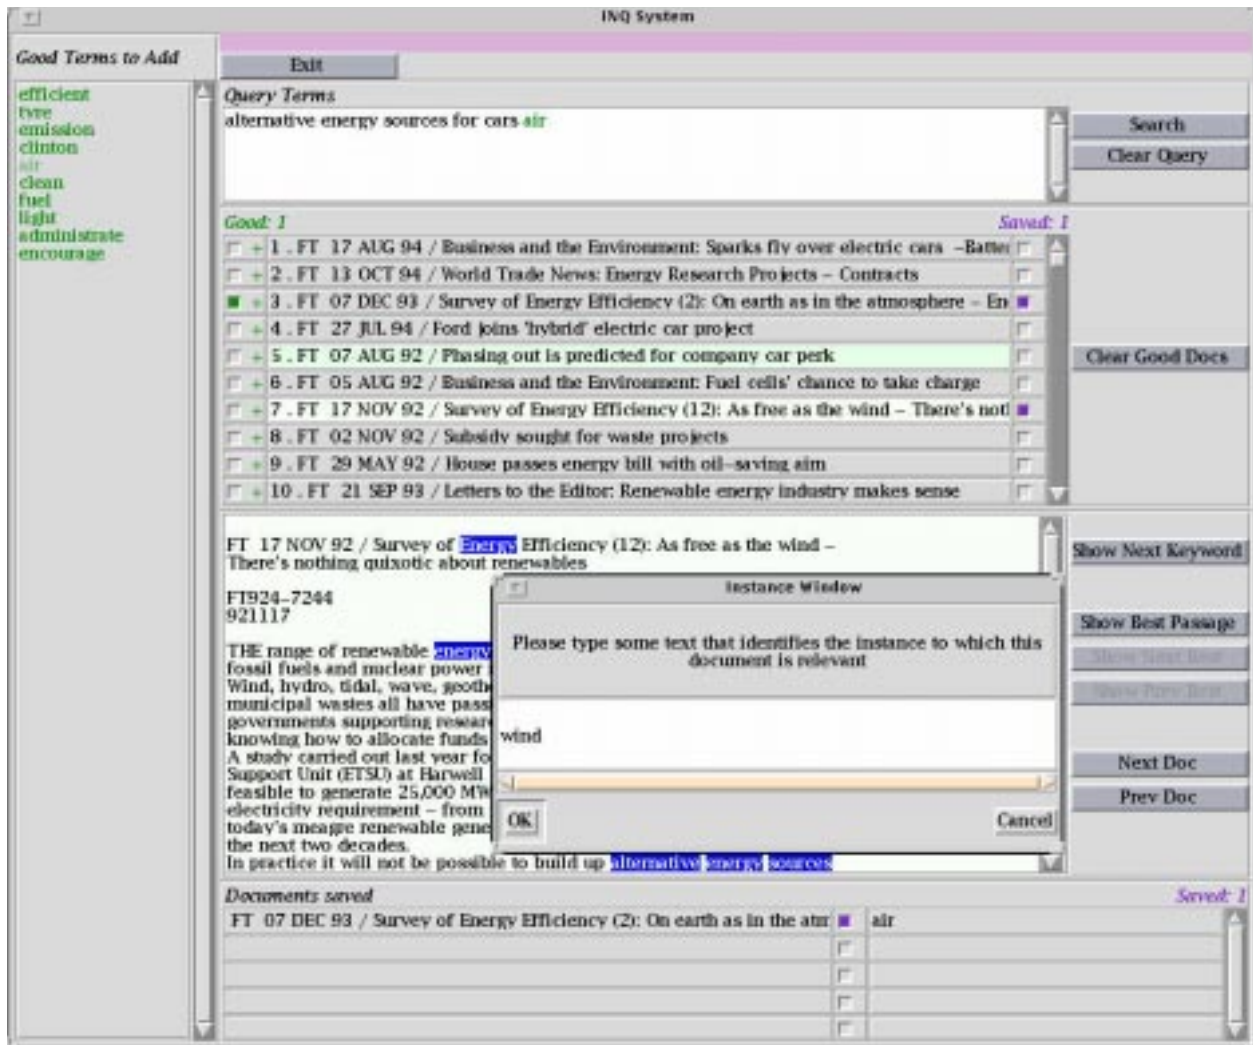 INQ System
Good Terms to Add
efficient
tyre
emission
clinton
air
clean
fuel
light
administrate
encourage
Exit
Query Terms
alternative energy sources for cars air
Search
Clear Query
Good: 1
Saved: 1
+ 1 . FT 17 AUG 94 / Business and the Environment: Sparks fly over electric cars –Batter
+ 2 . FT 13 OCT 94 / World Trade News: Energy Research Projects – Contracts
+ 3 . FT 07 DEC 93 / Survey of Energy Efficiency (2): On earth as in the atmosphere – En
+ 4 . FT 27 JUL 94 / Ford joins 'hybrid' electric car project
+ 5 . FT 07 AUG 92 / Phasing out is predicted for company car perk
+ 6 . FT 05 AUG 92 / Business and the Environment: Fuel cells' chance to take charge
+ 7 . FT 17 NOV 92 / Survey of Energy Efficiency (12): As free as the wind – There's not
+ 8 . FT 02 NOV 92 / Subsidy sought for waste projects
+ 9 . FT 29 MAY 92 / House passes energy bill with oil–saving aim
+ 10 . FT 21 SEP 93 / Letters to the Editor: Renewable energy industry makes sense
Clear Good Docs
FT 17 NOV 92 / Survey of Energy Efficiency (12): As free as the wind –
There's nothing quixotic about renewables
FT924–7244
921117
THE range of renewable energy
fossil fuels and nuclear power
Wind, hydro, tidal, wave, geothe
municipal wastes all have pass
governments supporting resear
knowing how to allocate funds
A study carried out last year fo
Support Unit (ETSU) at Harwell
feasible to generate 25,000 MW
electricity requirement – from
today's meagre renewable gene
the next two decades.
In practice it will not be possible to build up alternative energy sources
Instance Window
Please type some text that identifies the instance to which this
document is relevant
wind
OK
Cancel
Show Next Keyword
Show Best Passage
Show Next Best
Show Prev Best
Next Doc
Prev Doc
Documents saved
Saved: 1
FT 07 DEC 93 / Survey of Energy Efficiency (2): On earth as in the atm
air